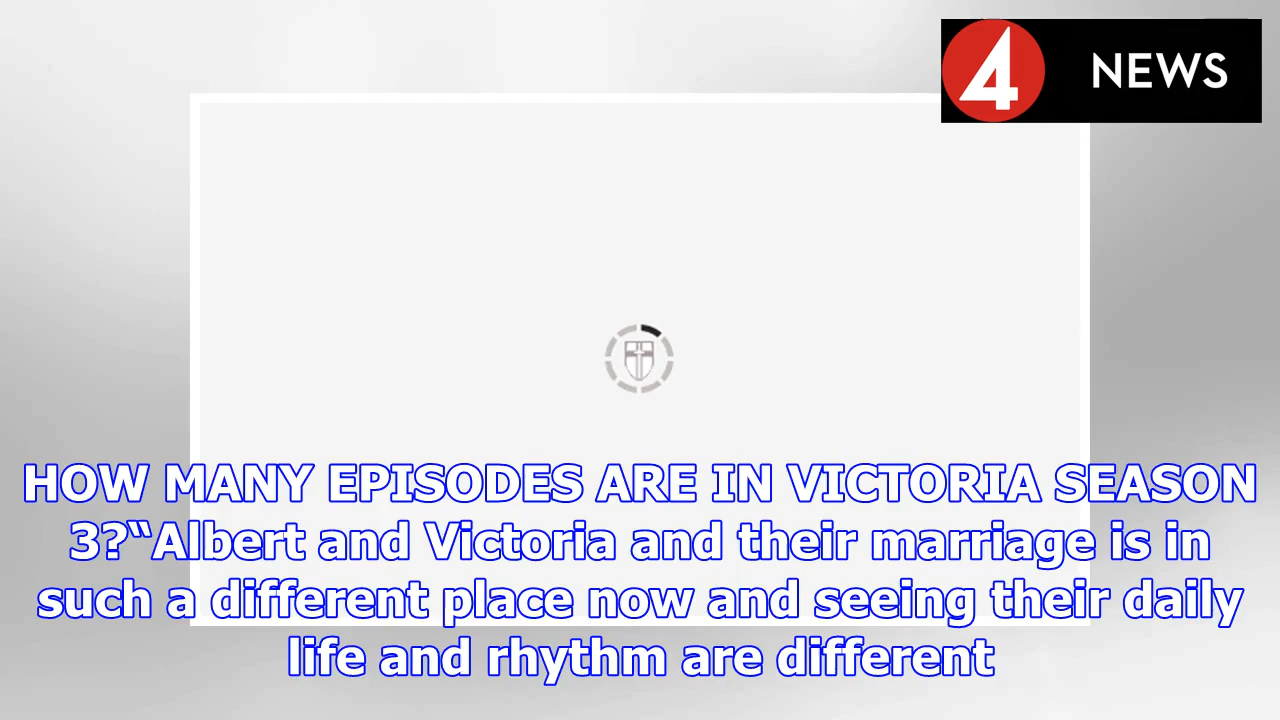 4 NEWS
HOW MANY EPISODES ARE IN VICTORIA SEASON
3?“Albert and Victoria and their marriage is in
such a different place now and seeing their daily
life and rhythm are different